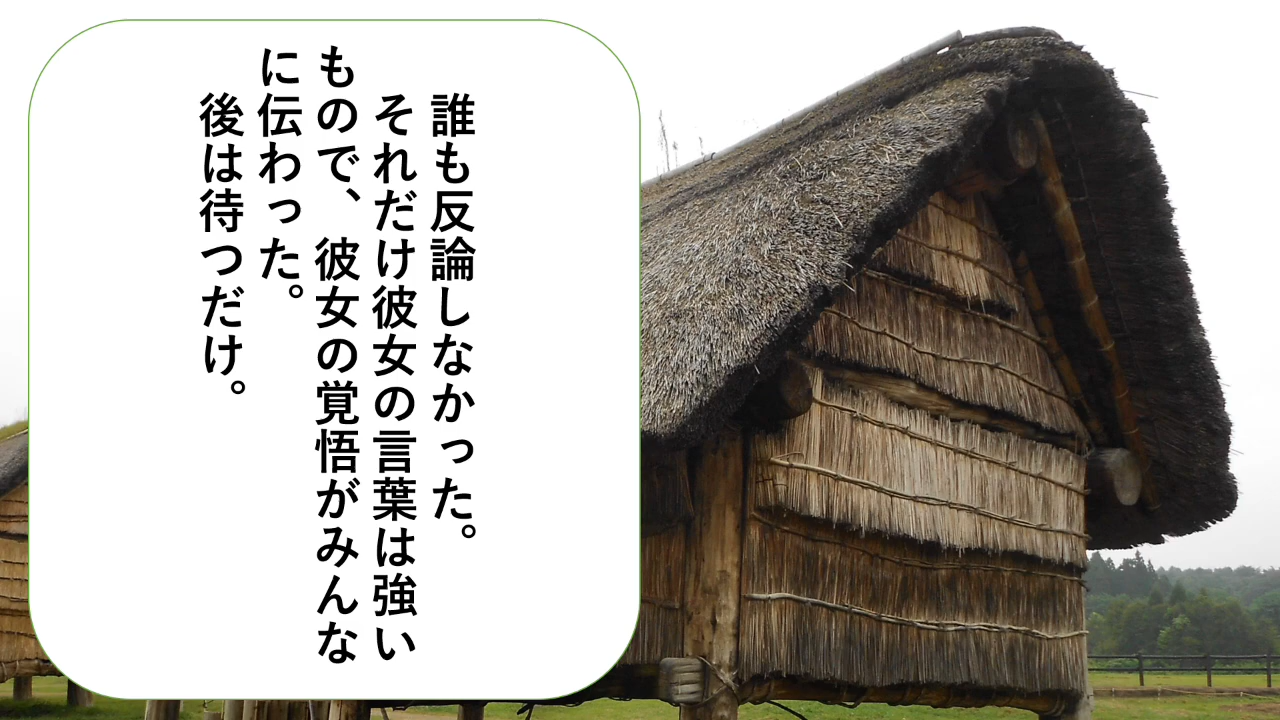 誰も反論しなかった。
それだけ彼女の言葉は強い
もので、彼女の覚悟がみんな
に伝わった。
後は待つだけ。